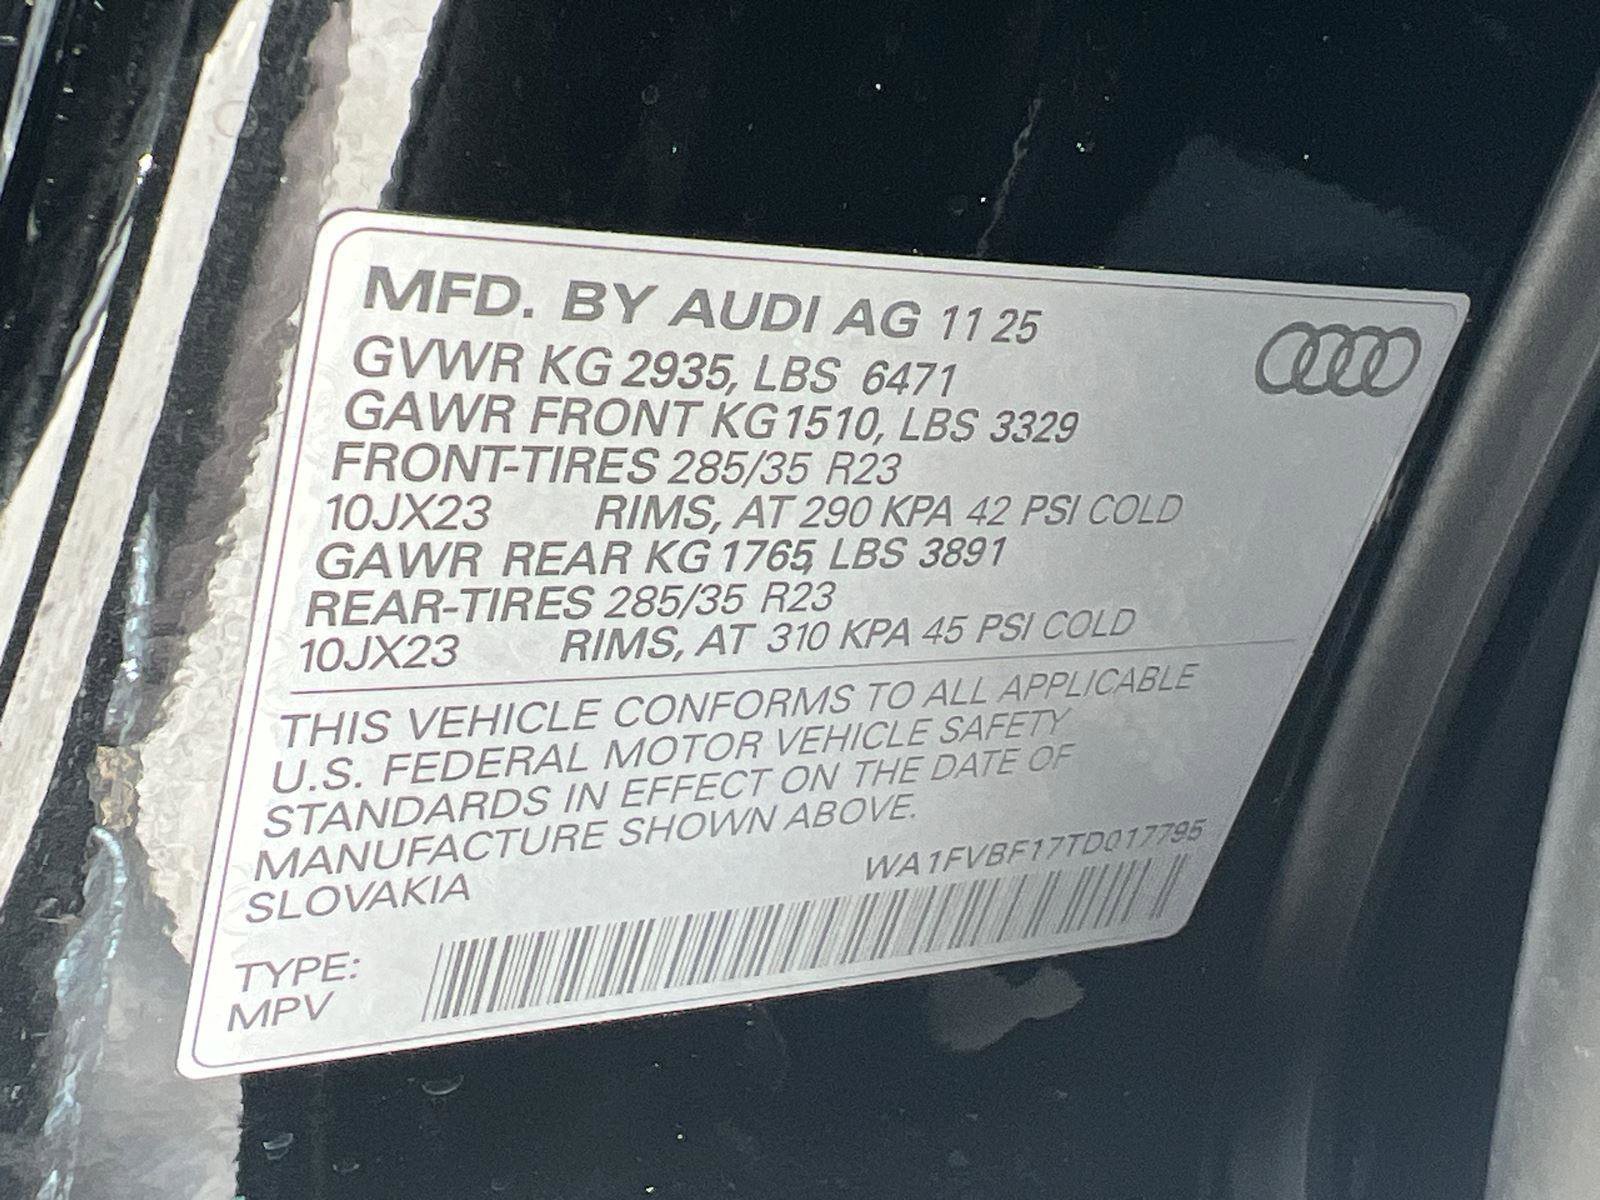 MFD. BY AUDI AG 11 25
GVWR KG 2935, LBS 6471
GAWR FRONT KG 1510, LBS 3329
FRONT-TIRES 285/35 R23
10JX23 RIMS, AT 290 KPA 42 PSI COLD
GAWR REAR KG 1765, LBS 3891
REAR-TIRES 285/35 R23
10JX23 RIMS, AT 310 KPA 45 PSI COLD
THIS VEHICLE CONFORMS TO ALL APPLICABLE
U.S. FEDERAL MOTOR VEHICLE SAFETY
STANDARDS IN EFFECT ON THE DATE OF
MANUFACTURE SHOWN ABOVE.
SLOVAKIA
WA1FVBF17TD017795
TYPE:
MPV